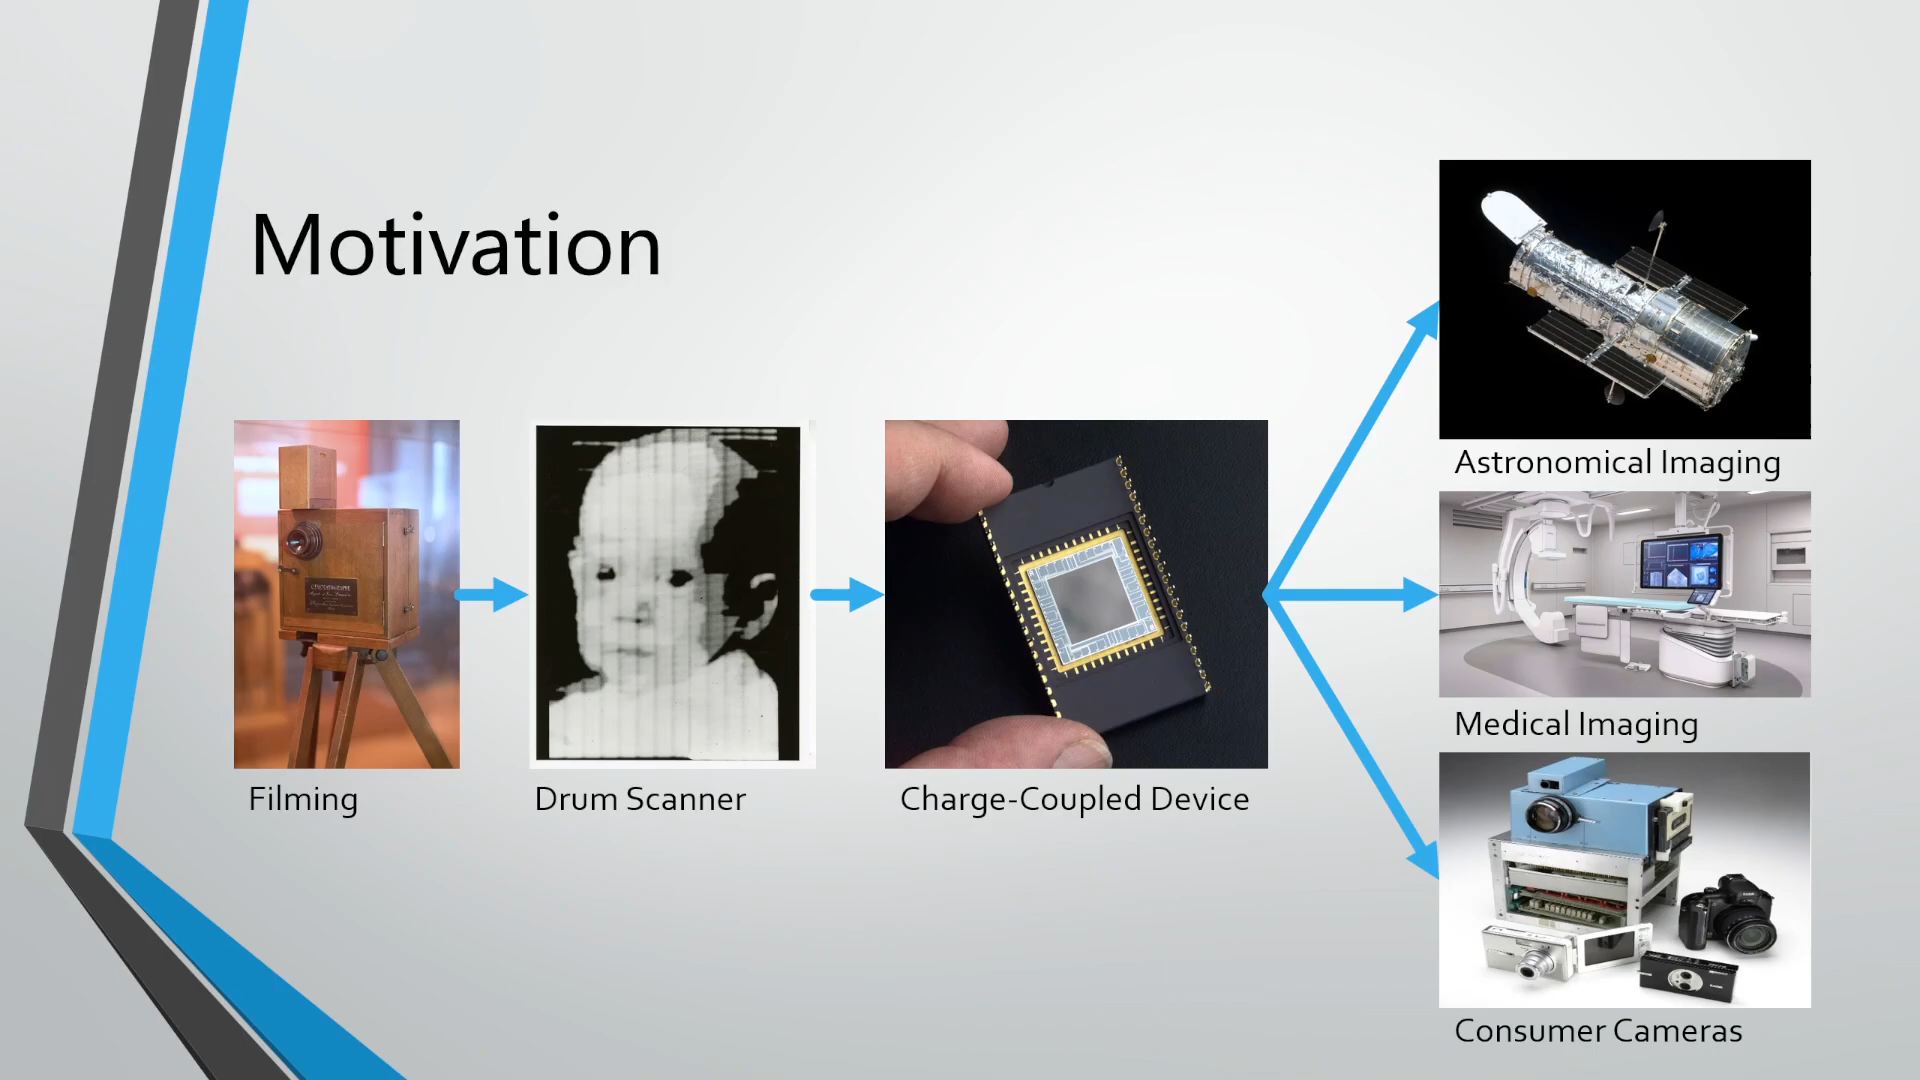 Motivation
Filming
Drum Scanner
Charge-Coupled Device
Astronomical Imaging
Medical Imaging
Consumer Cameras